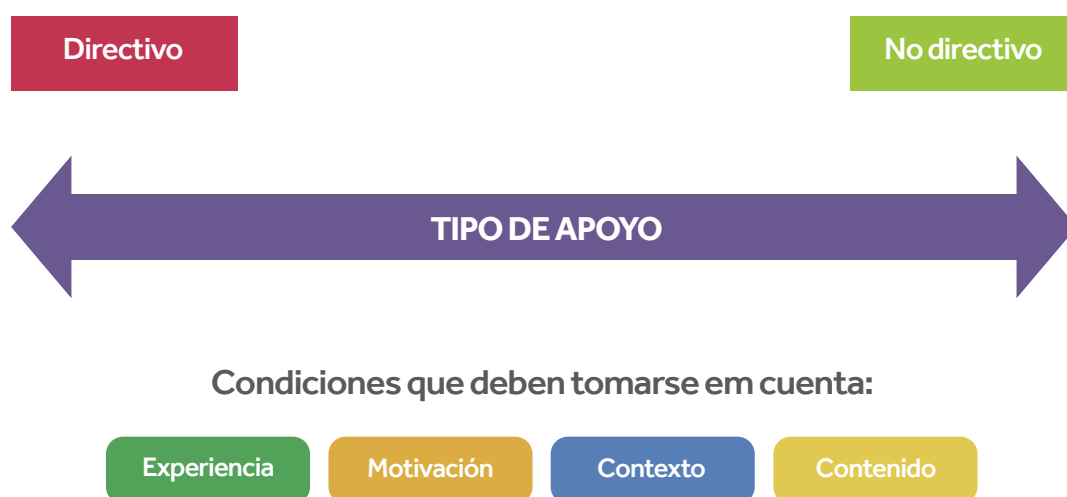 Directivo
No directivo
TIPO DE APOYO
Condiciones que deben tomarse em cuenta:
Experiencia
Motivación
Contexto
Contenido